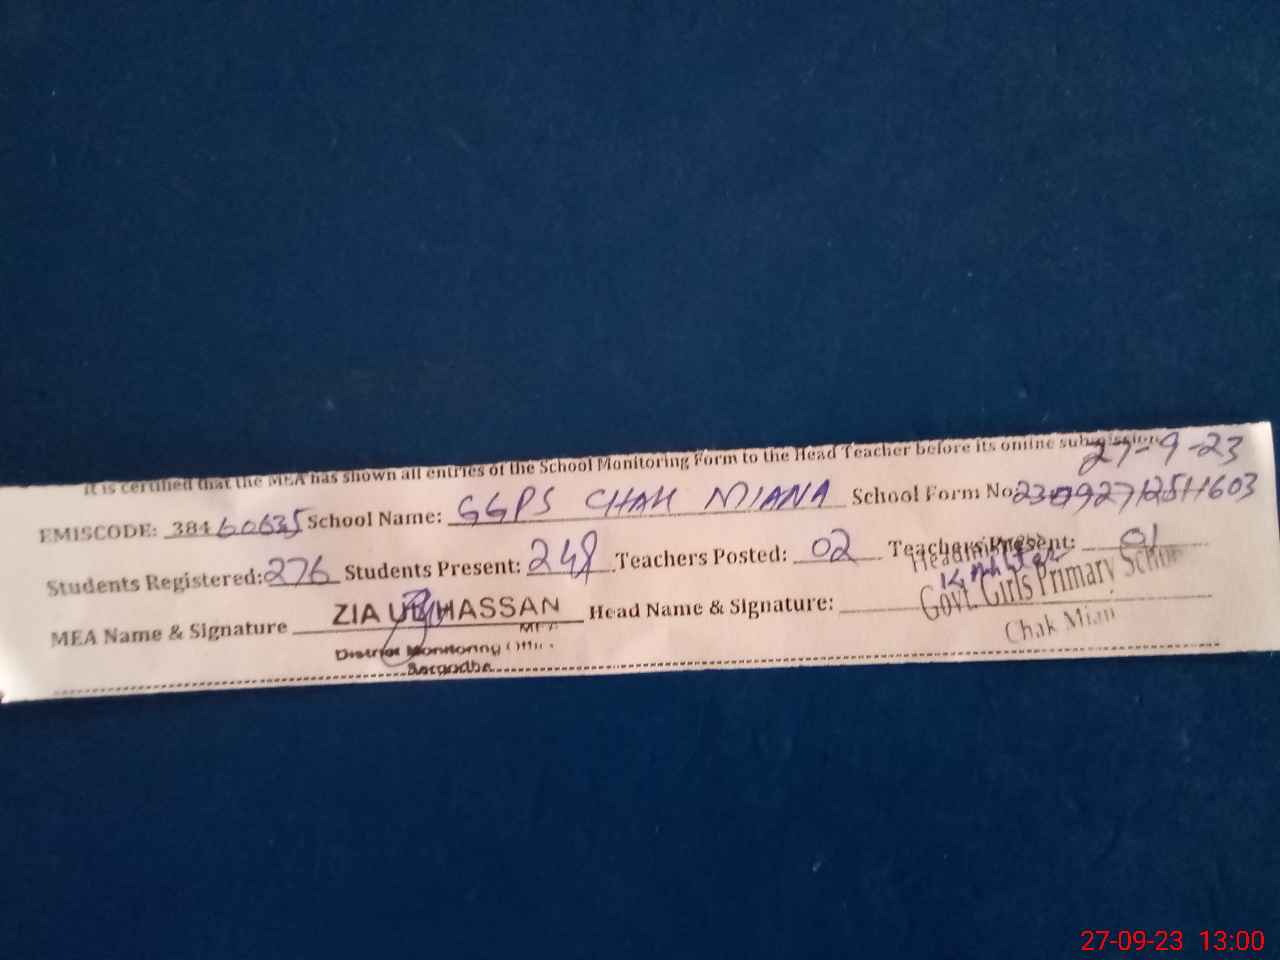 27-9-23
It is certified that the MEA has shown all entries of the School Monitoring Form to the Head Teacher before its online submission
EMISCODE: 38460635 School Name: GGPS CHAK MIANA School Form No
Students Registered: 276 Students Present: 248 Teachers Posted: 02 Teachers Present: 01
MEA Name & Signature ZIA UL HASSAN Head Name & Signature:
MEA
District Monitoring Office
Sargodha
Headmistress
Govt. Girls Primary School
Chak Mian
27-09-23 13:00